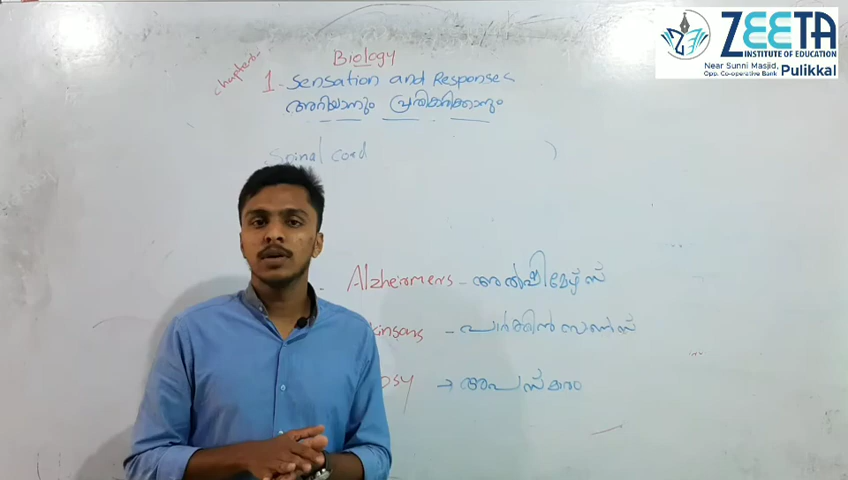 ZEETA
INSTITUTE OF EDUCATION
Near Sunni Masjid,
Opp. Co-operative Bank
Pulikkal
Biology
chapter
1. Sensation and Responses
അറിയാനും പ്രതികരിക്കാനും
Spinal cord
Alzheimers - അൽഷിമേഴ്സ്
kinsons - പാർക്കിൻസൺസ്
osy → അപസ്മാരം